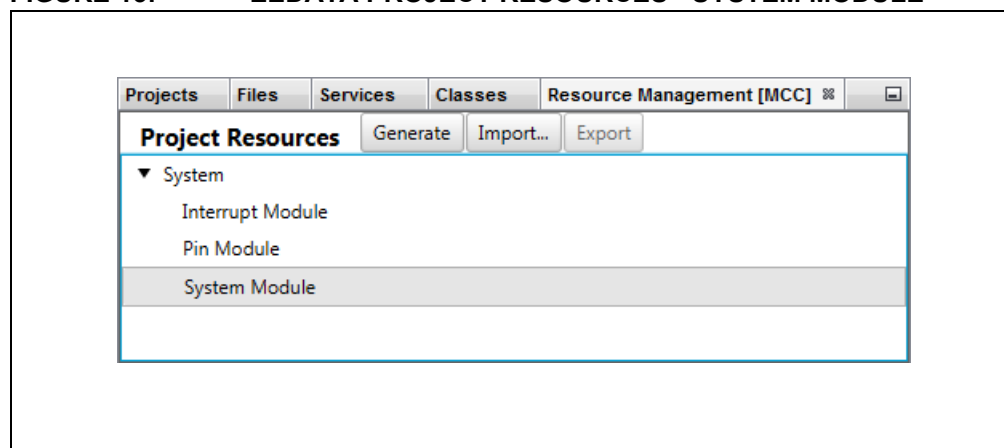 Projects Files Services Classes Resource Management [MCC]
Project Resources Generate Import... Export
System
Interrupt Module
Pin Module
System Module